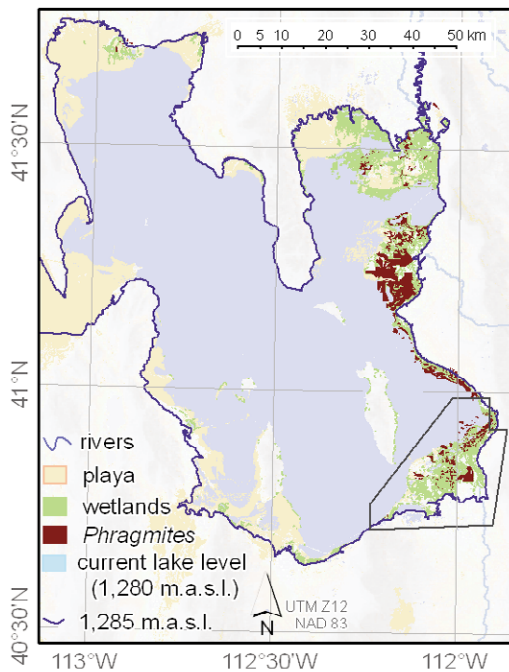 0 5 10 20 30 40 50 km
41°30'N
41°N
40°30'N
rivers
playa
wetlands
Phragmites
current lake level
(1,280 m.a.s.l.)
1,285 m.a.s.l.
UTM Z12
NAD 83
N
113°W
112°30'W
112°W